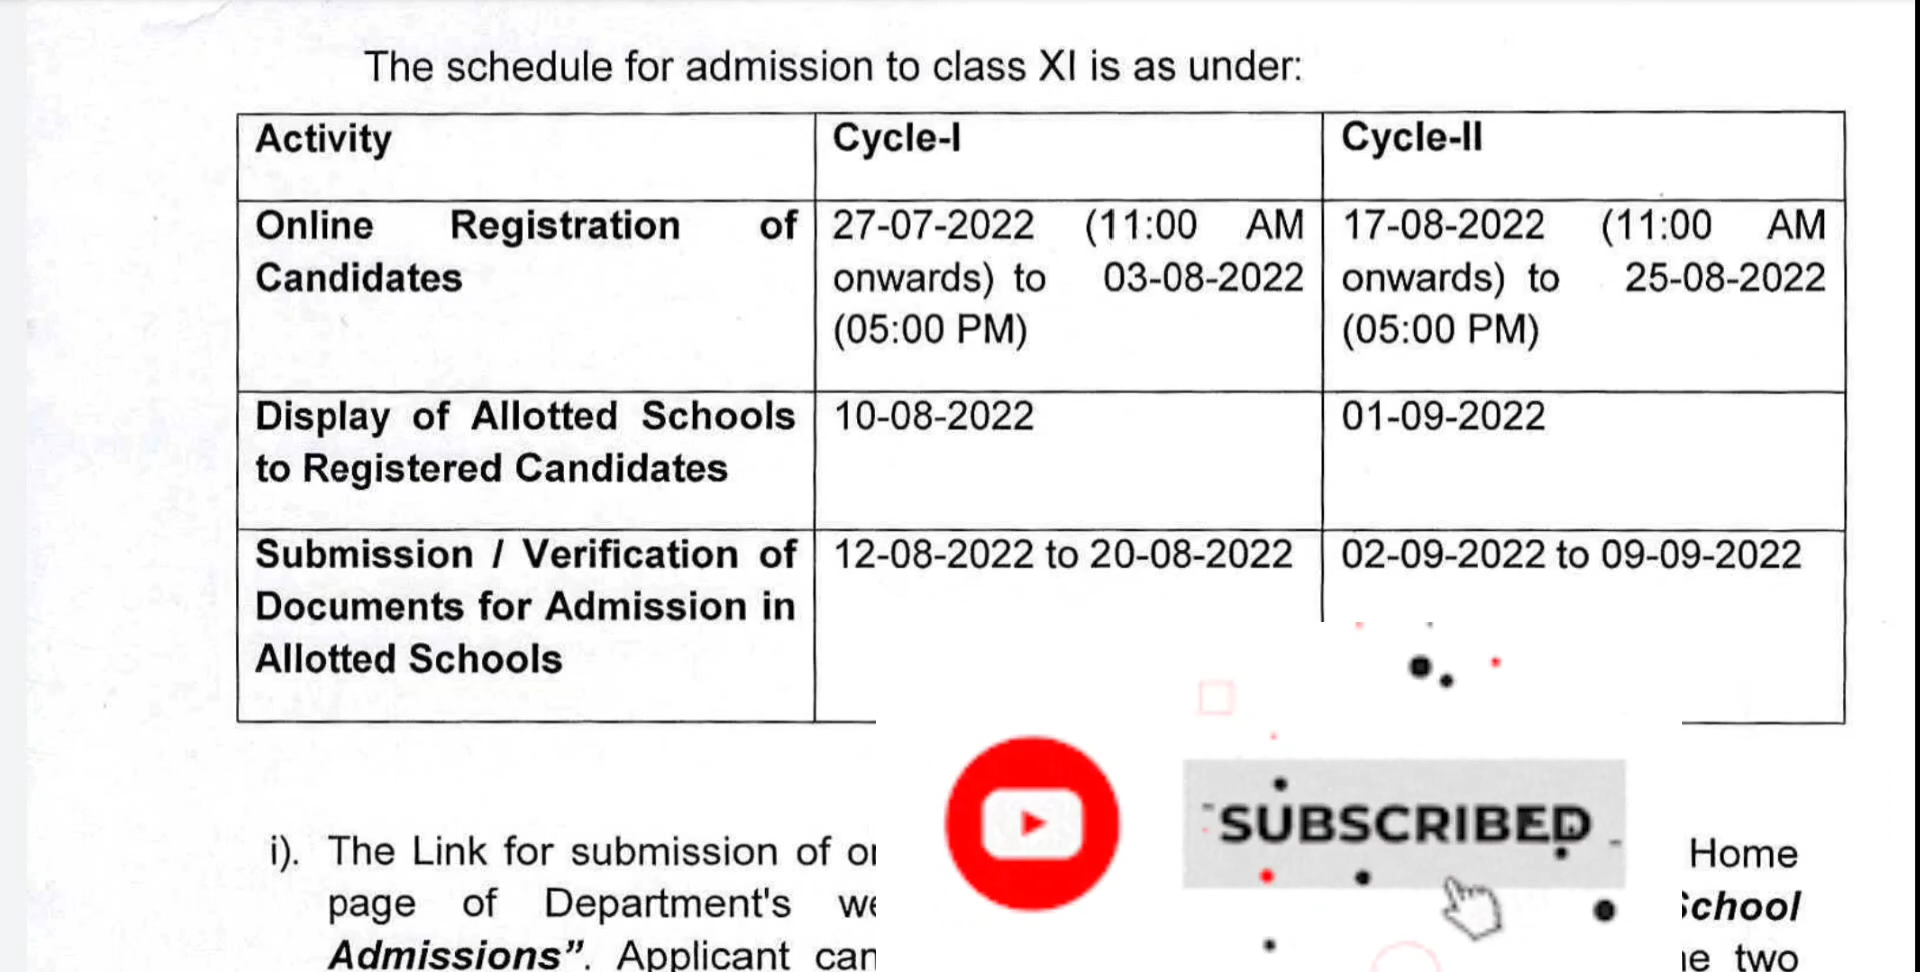 The schedule for admission to class XI is as under:
Activity
Cycle-I
Cycle-II
Online Registration of
Candidates
27-07-2022 (11:00 AM
onwards) to 03-08-2022
(05:00 PM)
17-08-2022 (11:00 AM
onwards) to 25-08-2022
(05:00 PM)
Display of Allotted Schools
to Registered Candidates
10-08-2022
01-09-2022
Submission / Verification of
Documents for Admission in
Allotted Schools
12-08-2022 to 20-08-2022
02-09-2022 to 09-09-2022
SUBSCRIBED
i). The Link for submission of Home
page of Department's
Admissions”. Applicant two